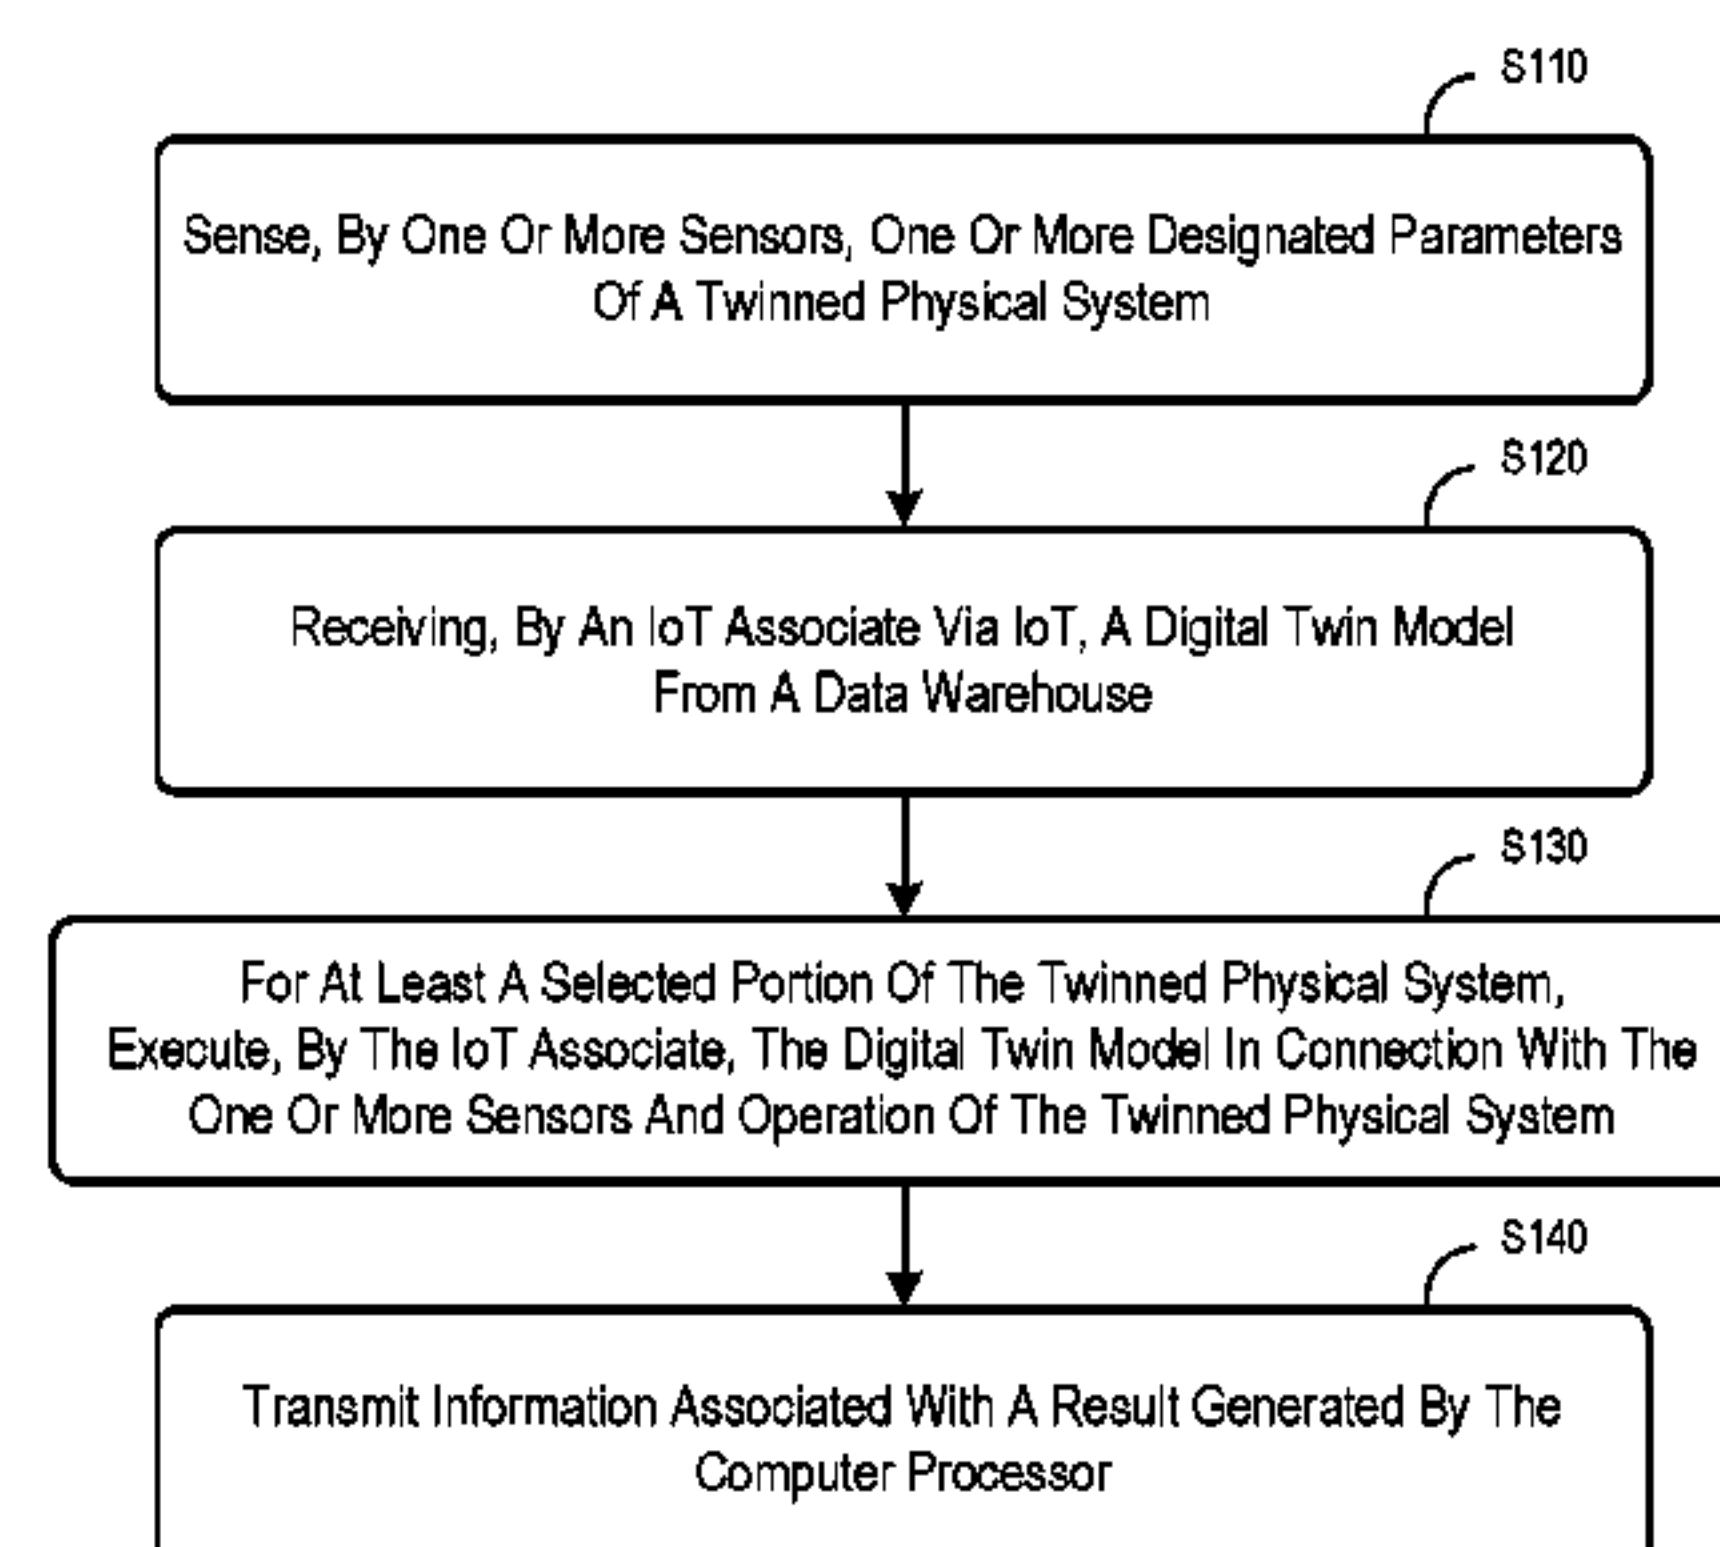 S110
Sense, By One Or More Sensors, One Or More Designated Parameters
Of A Twinned Physical System
S120
Receiving, By An IoT Associate Via IoT, A Digital Twin Model
From A Data Warehouse
S130
For At Least A Selected Portion Of The Twinned Physical System,
Execute, By The IoT Associate, The Digital Twin Model In Connection With The
One Or More Sensors And Operation Of The Twinned Physical System
S140
Transmit Information Associated With A Result Generated By The
Computer Processor